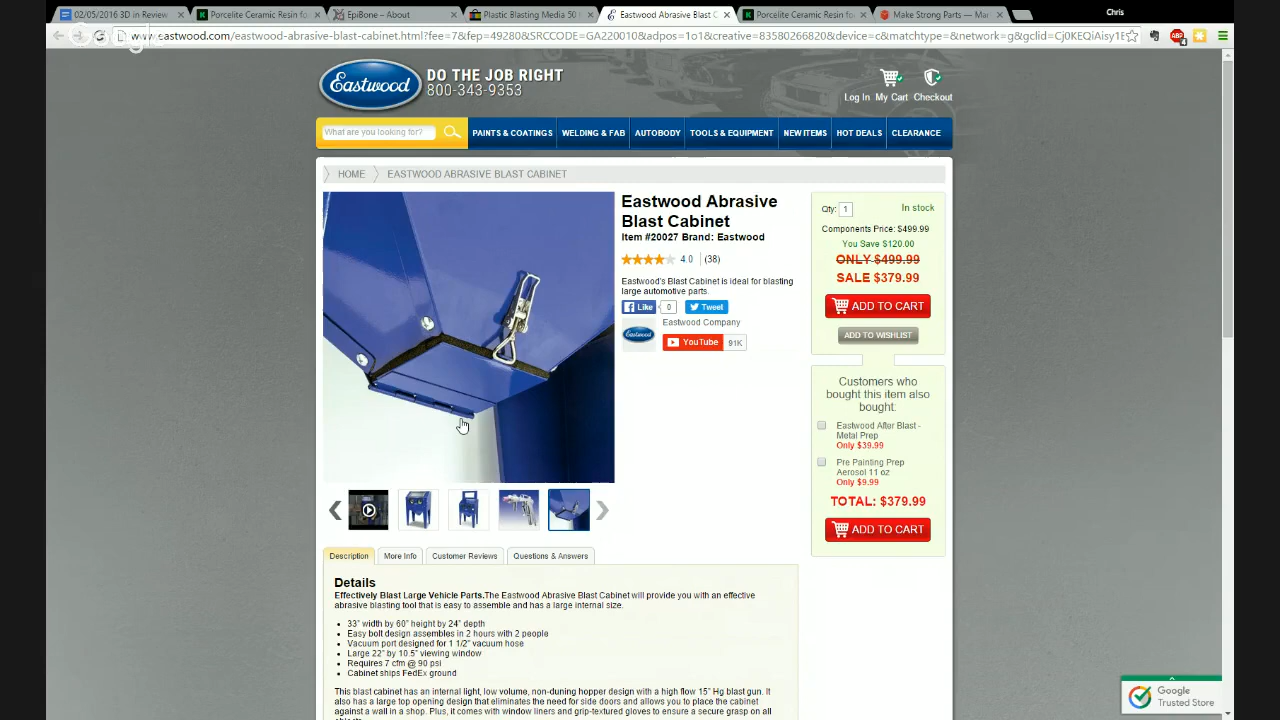 02/05/2016 3D in Review
Porcelite Ceramic Resin fo
EpiBone – About
Plastic Blasting Media 50
Eastwood Abrasive Blast C
Porcelite Ceramic Resin for
Make Strong Parts — Mar
Chris
www.eastwood.com/eastwood-abrasive-blast-cabinet.html?fee=7&fep=49280&SRCCODE=GA220010&adpos=1o1&creative=83580266820&device=c&matchtype=&network=g&gclid=Cj0KEQiAisy1E
Eastwood
DO THE JOB RIGHT
800-343-9353
Log In My Cart Checkout
What are you looking for?
PAINTS & COATINGS
WELDING & FAB
AUTOBODY
TOOLS & EQUIPMENT
NEW ITEMS
HOT DEALS
CLEARANCE
HOME
EASTWOOD ABRASIVE BLAST CABINET
Eastwood Abrasive
Blast Cabinet
Item #20027 Brand: Eastwood
4.0 (38)
Eastwood's Blast Cabinet is ideal for blasting
large automotive parts.
Like 0 Tweet
Eastwood
Eastwood Company
YouTube 91K
Qty: 1 In stock
Components Price: $499.99
You Save $120.00
ONLY $499.99
SALE $379.99
ADD TO CART
ADD TO WISHLIST
Customers who
bought this item also
bought:
Eastwood After Blast -
Metal Prep
Only $39.99
Pre Painting Prep
Aerosol 11 oz
Only $9.99
TOTAL: $379.99
ADD TO CART
Description
More Info
Customer Reviews
Questions & Answers
Details
Effectively Blast Large Vehicle Parts.The Eastwood Abrasive Blast Cabinet will provide you with an effective
abrasive blasting tool that is easy to assemble and has a large internal size.
33" width by 60" height by 24" depth
Easy bolt design assembles in 2 hours with 2 people
Vacuum port designed for 1 1/2" vacuum hose
Large 22" by 10.5" viewing window
Requires 7 cfm @ 90 psi
Cabinet ships FedEx ground
This blast cabinet has an internal light, low volume, non-duning hopper design with a high flow 15" Hg blast gun. It
also has a large top opening design that eliminates the need for side doors and allows you to place the cabinet
against a wall in a shop. Plus, it comes with window liners and grip-textured gloves to ensure a secure grasp on all
Google
Trusted Store